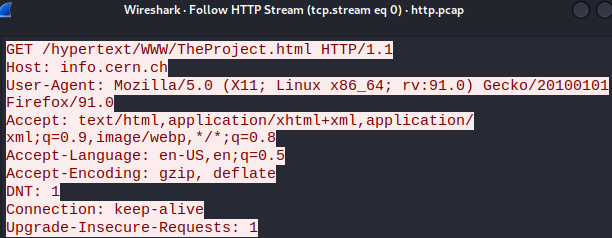 Wireshark · Follow HTTP Stream (tcp.stream eq 0) · http.pcap
GET /hypertext/WWW/TheProject.html HTTP/1.1
Host: info.cern.ch
User-Agent: Mozilla/5.0 (X11; Linux x86_64; rv:91.0) Gecko/20100101
Firefox/91.0
Accept: text/html,application/xhtml+xml,application/
xml;q=0.9,image/webp,*/*;q=0.8
Accept-Language: en-US,en;q=0.5
Accept-Encoding: gzip, deflate
DNT: 1
Connection: keep-alive
Upgrade-Insecure-Requests: 1